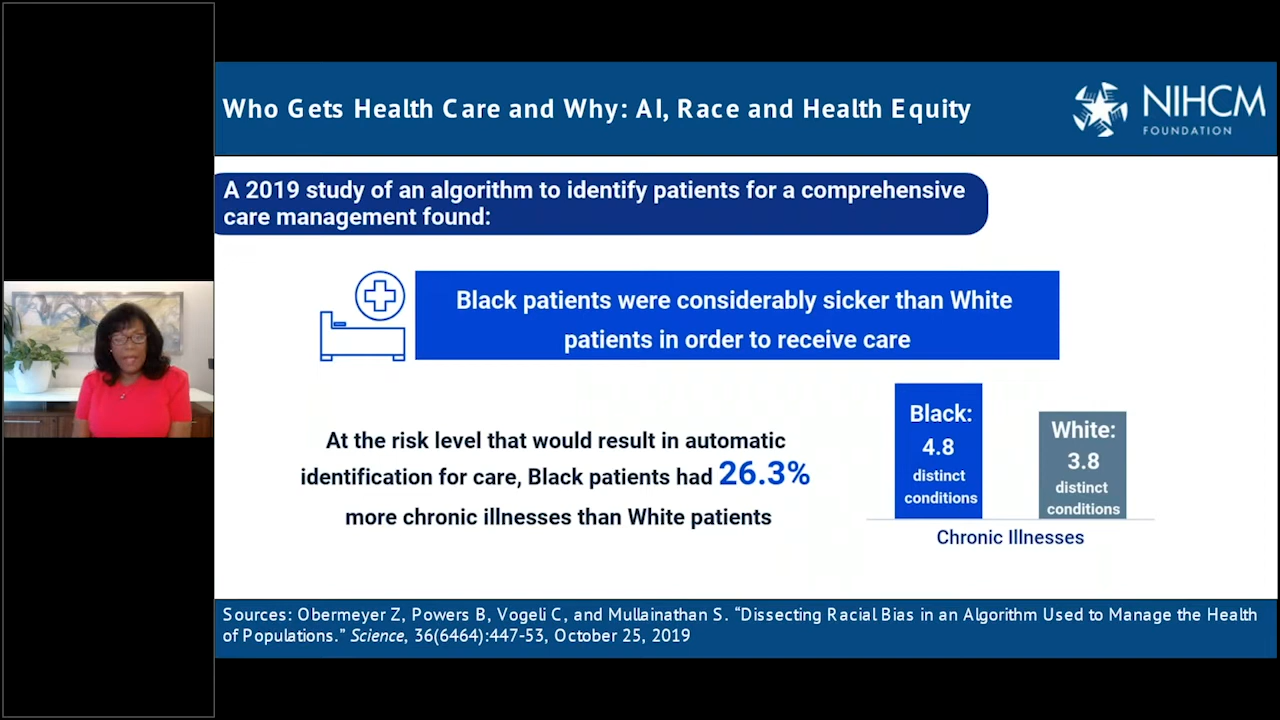 Who Gets Health Care and Why: AI, Race and Health Equity
NIHCM
FOUNDATION
A 2019 study of an algorithm to identify patients for a comprehensive
care management found:
Black patients were considerably sicker than White
patients in order to receive care
At the risk level that would result in automatic
identification for care, Black patients had 26.3%
more chronic illnesses than White patients
Black:
4.8
distinct
conditions
White:
3.8
distinct
conditions
Chronic Illnesses
Sources: Obermeyer Z, Powers B, Vogeli C, and Mullainathan S. “Dissecting Racial Bias in an Algorithm Used to Manage the Health
of Populations.” Science, 36(6464):447-53, October 25, 2019